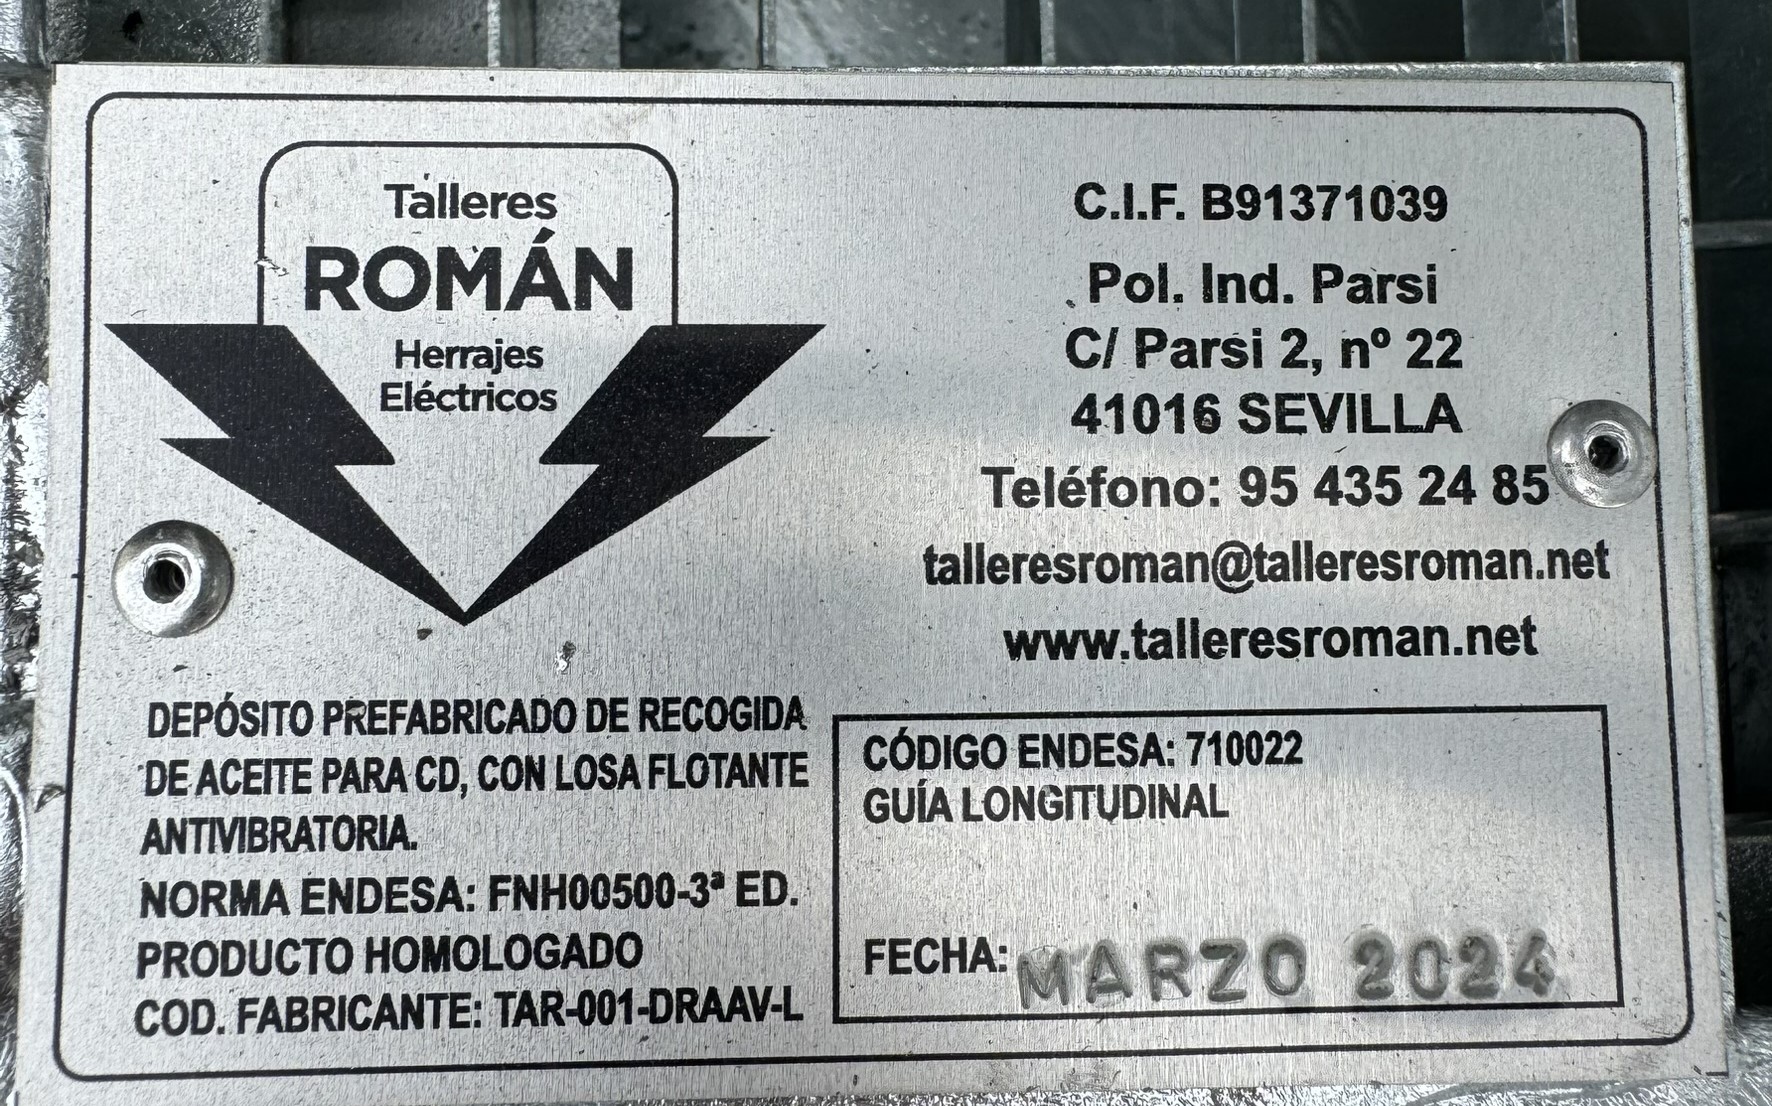 Talleres
ROMÁN
Herrajes
Eléctricos
C.I.F. B91371039
Pol. Ind. Parsi
C/ Parsi 2, nº 22
41016 SEVILLA
Teléfono: 95 435 24 85
talleresroman@talleresroman.net
www.talleresroman.net
DEPÓSITO PREFABRICADO DE RECOGIDA
DE ACEITE PARA CD, CON LOSA FLOTANTE
ANTIVIBRATORIA.
NORMA ENDESA: FNH00500-3ª ED.
PRODUCTO HOMOLOGADO
COD. FABRICANTE: TAR-001-DRAAV-L
CÓDIGO ENDESA: 710022
GUÍA LONGITUDINAL
FECHA: MARZO 2024